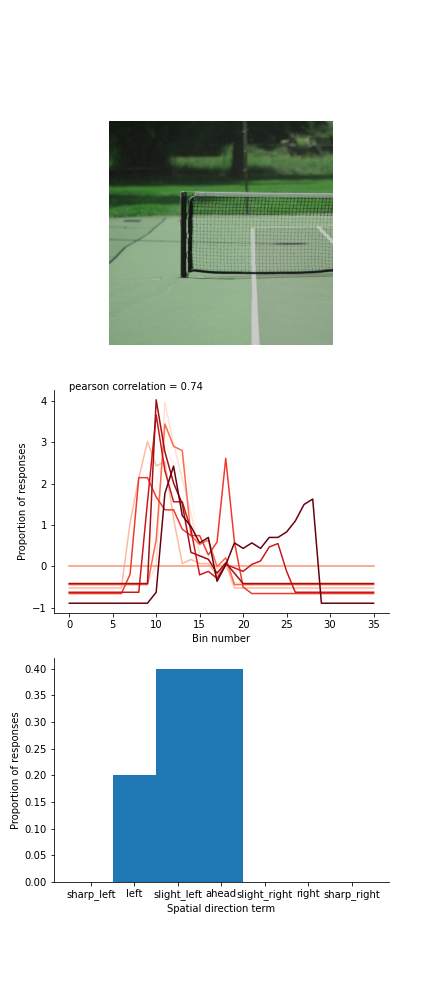 pearson correlation = 0.74
Proportion of responses
4
3
2
1
0
−1
0 5 10 15 20 25 30 35
Bin number
Proportion of responses
0.40
0.35
0.30
0.25
0.20
0.15
0.10
0.05
0.00
sharp_left left slight_left ahead slight_right right sharp_right
Spatial direction term